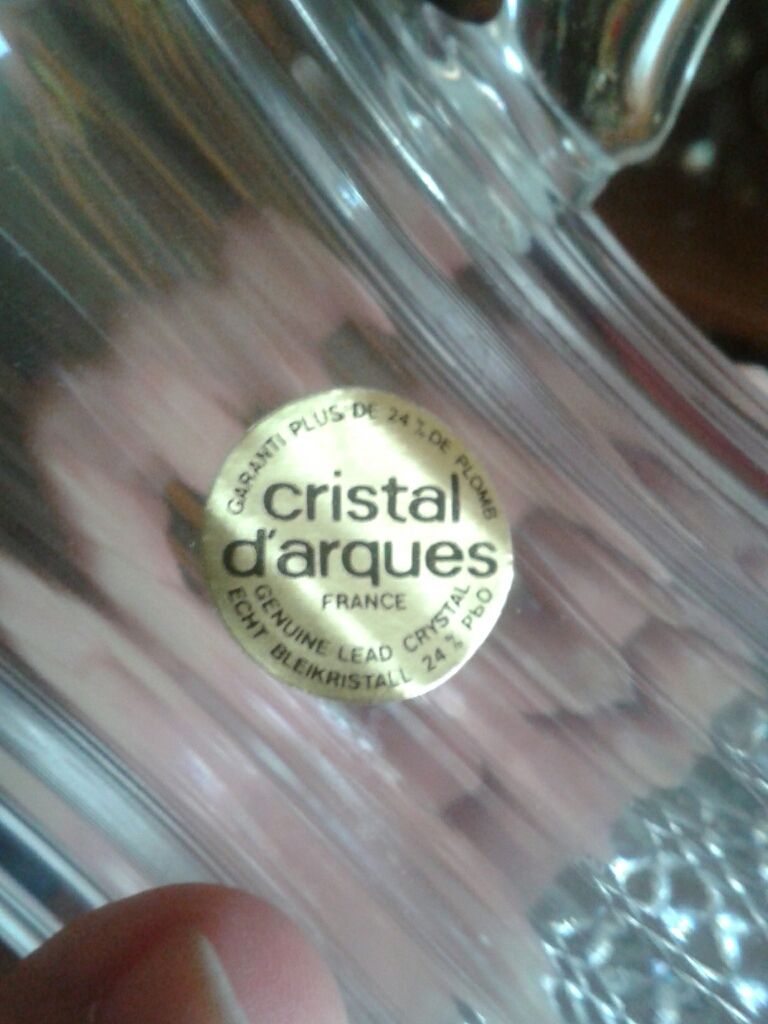 GARANTI PLUS DE 24 % DE PLOMB
cristal
d'arques
FRANCE
GENUINE LEAD CRYSTAL
ECHT BLEIKRISTALL 24 % PbO